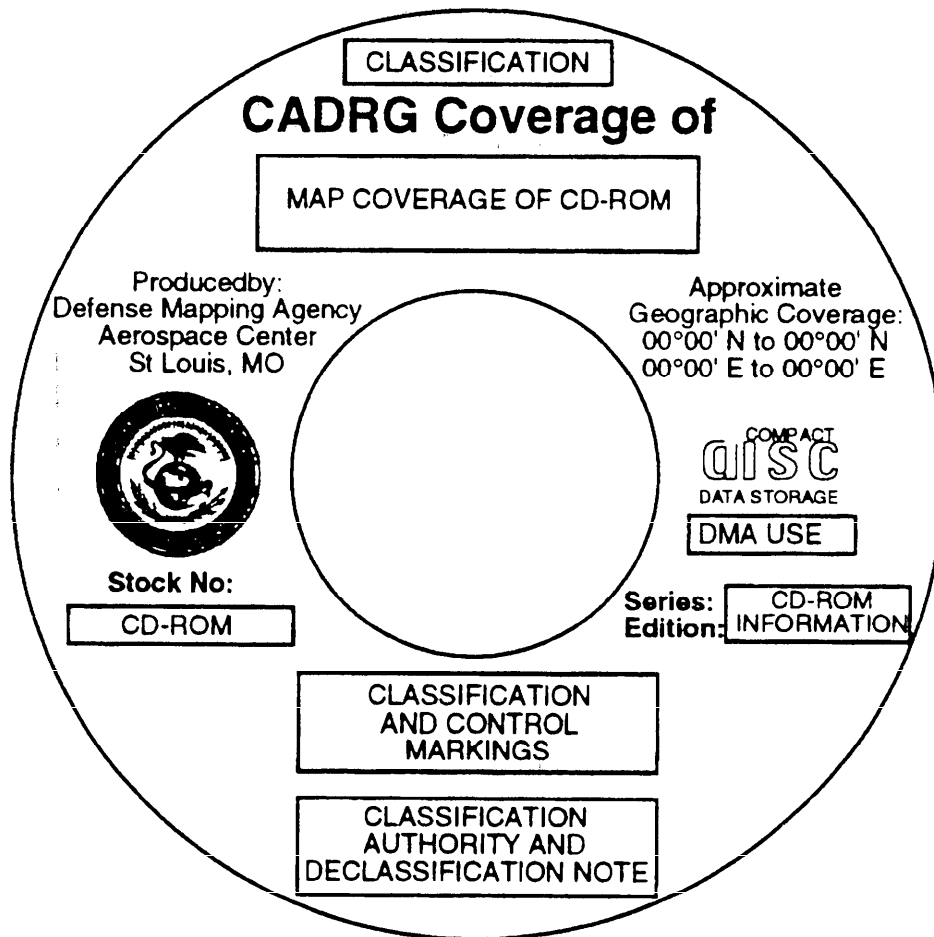 CLASSIFICATION
CADRG Coverage of
MAP COVERAGE OF CD-ROM
Producedby:
Defense Mapping Agency
Aerospace Center
St Louis, MO
Approximate
Geographic Coverage:
00°00' N to 00°00' N
00°00' E to 00°00' E
COMPACT
disc
DATA STORAGE
DMA USE
Stock No:
CD-ROM
Series:
Edition:
CD-ROM
INFORMATION
CLASSIFICATION
AND CONTROL
MARKINGS
CLASSIFICATION
AUTHORITY AND
DECLASSIFICATION NOTE